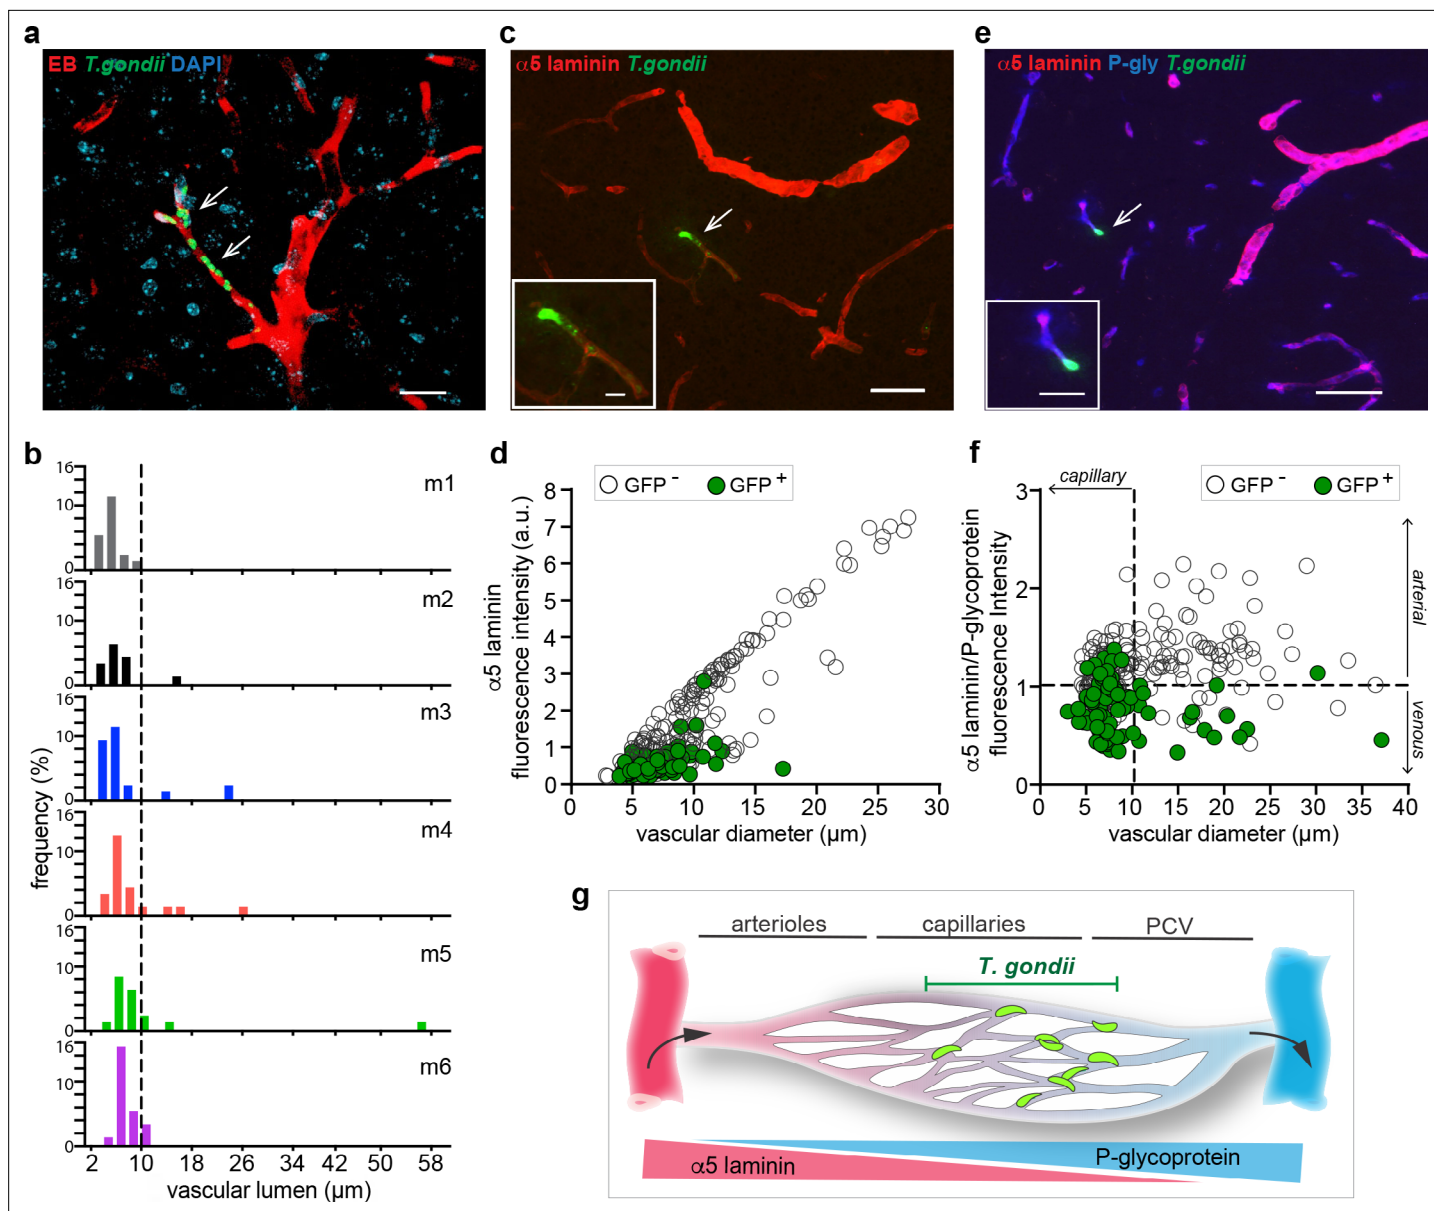 a
EB T.gondii DAPI
c
α5 laminin T.gondii
e
α5 laminin P-gly T.gondii
b
frequency (%)
16
10
0
m1
16
10
0
m2
16
10
0
m3
16
10
0
m4
16
10
0
m5
16
10
0
m6
2 10 18 26 34 42 50 58
vascular lumen (µm)
d
GFP - GFP +
α5 laminin
fluorescence intensity (a.u.)
8
7
6
5
4
3
2
1
0
0 5 10 15 20 25 30
vascular diameter (µm)
f
capillary
GFP - GFP +
α5 laminin/P-glycoprotein
fluorescence Intensity
3
2
1
0
arterial
venous
0 5 10 15 20 25 30 35 40
vascular diameter (µm)
g
arterioles capillaries PCV
T. gondii
α5 laminin
P-glycoprotein